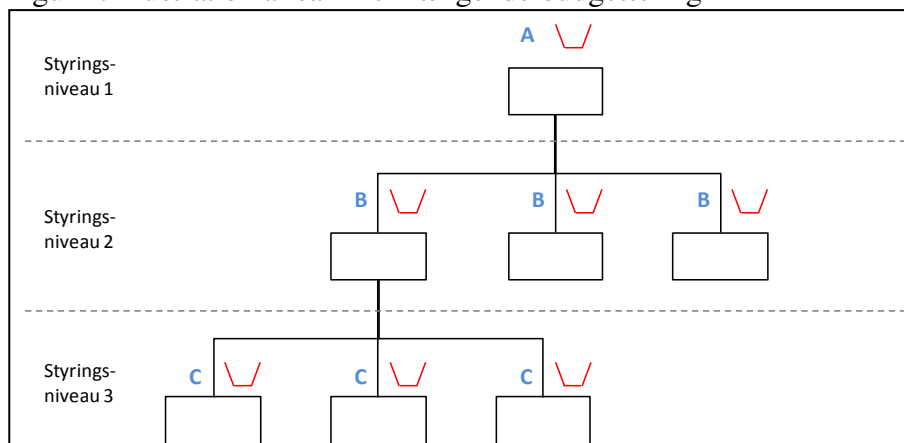 A
Styrings-
niveau 1
B B B
Styrings-
niveau 2
C C C
Styrings-
niveau 3